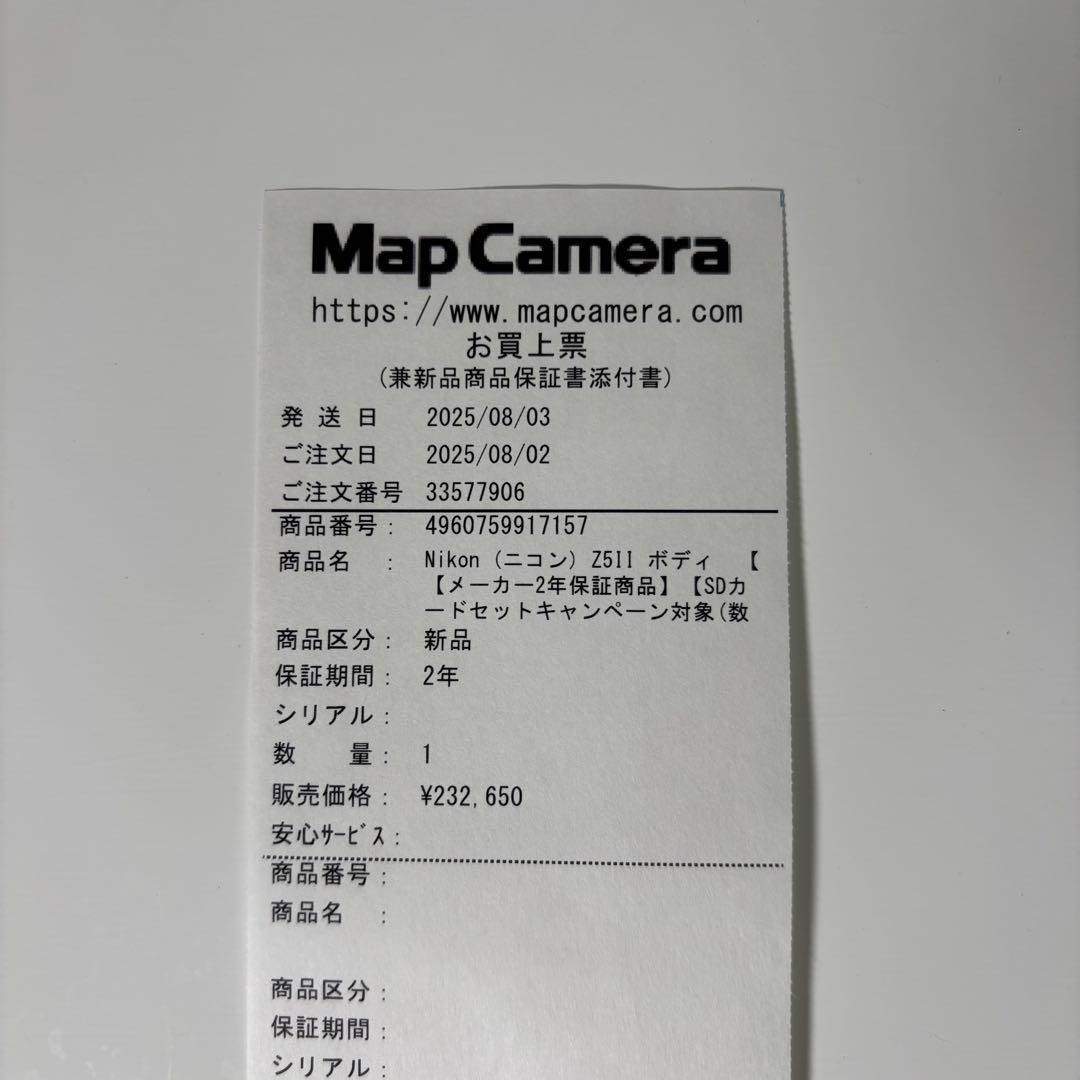 Map Camera
https://www.mapcamera.com
お買上票
(兼新品商品保証書添付書)
発 送 日 2025/08/03
ご注文日 2025/08/02
ご注文番号 33577906
商品番号： 4960759917157
商品名 ： Nikon (ニコン) Z5II ボディ 【
【メーカー2年保証商品】【SDカ
ードセットキャンペーン対象(数
商品区分： 新品
保証期間： 2年
シリアル：
数 量： 1
販売価格： ¥232,650
安心ｻｰﾋﾞｽ：
商品番号：
商品名 ：
商品区分：
保証期間：
シリアル：